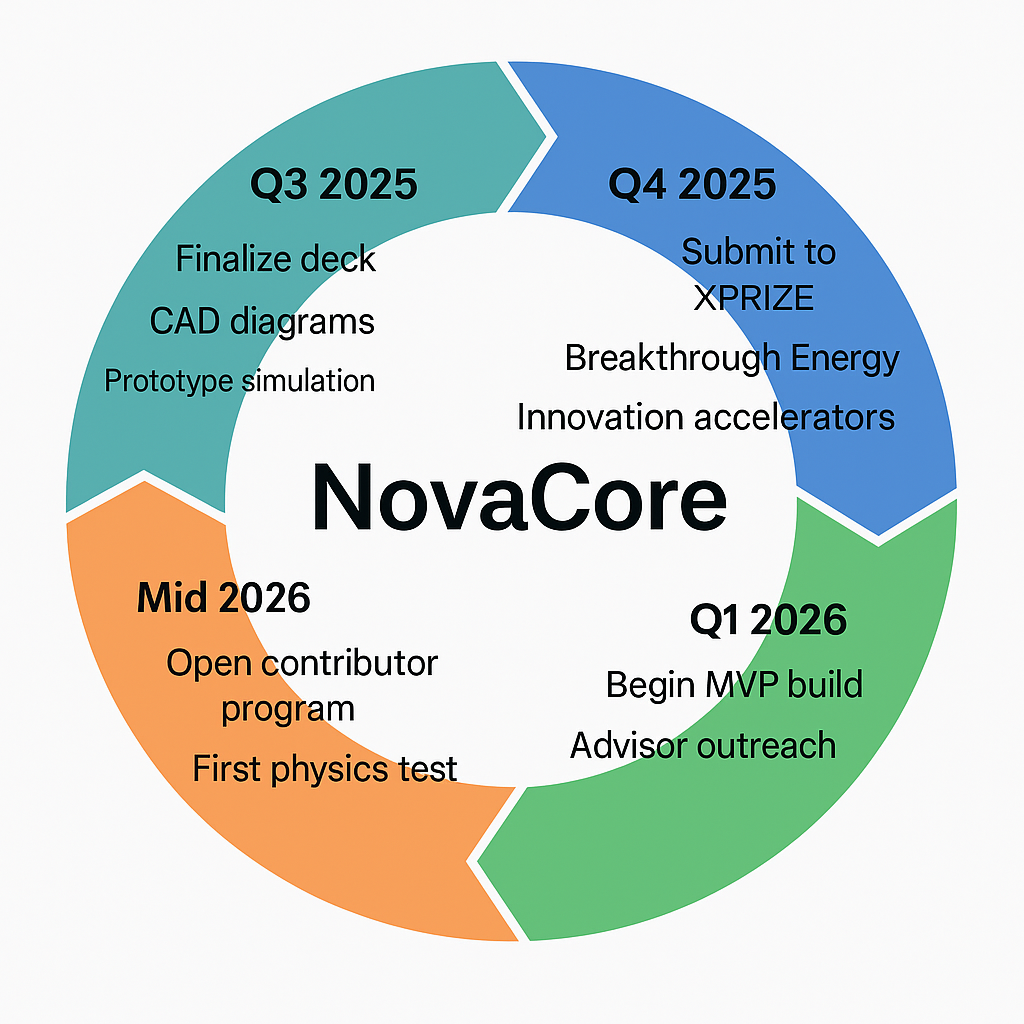 Q3 2025
Finalize deck
CAD diagrams
Prototype simulation
Q4 2025
Submit to
XPRIZE
Breakthrough Energy
Innovation accelerators
NovaCore
Q1 2026
Begin MVP build
Advisor outreach
Mid 2026
Open contributor
program
First physics test